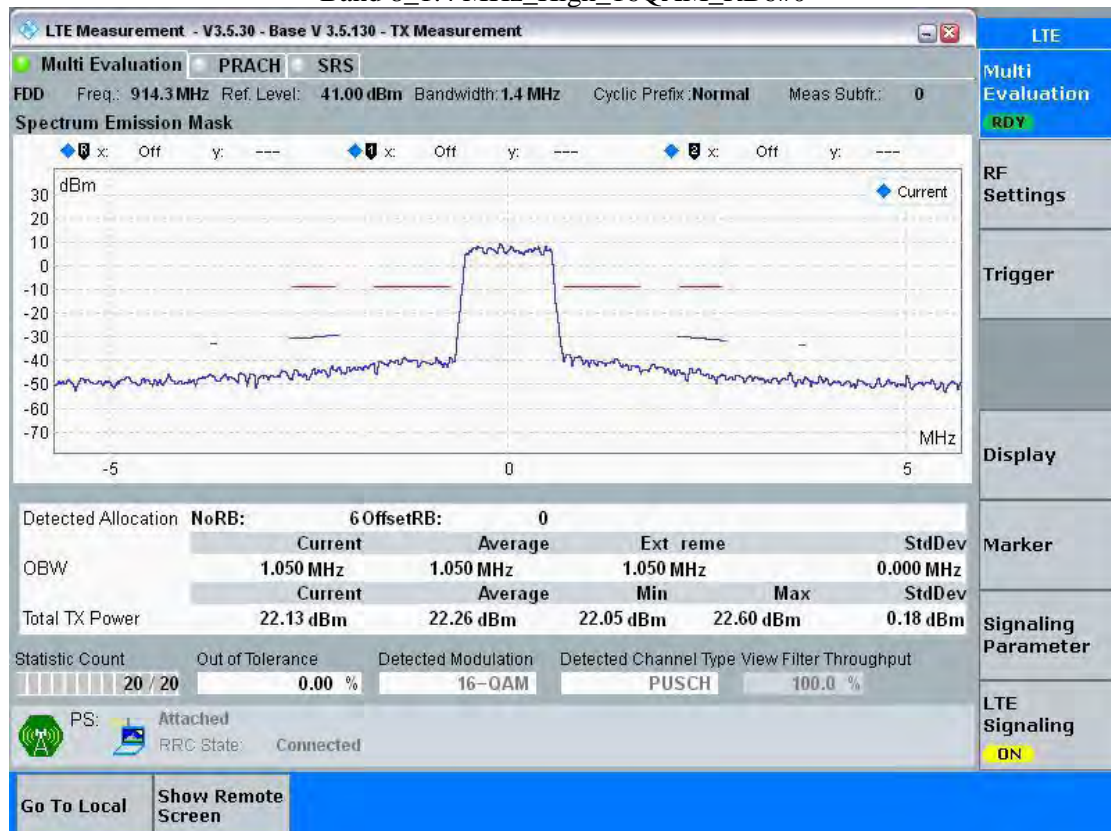 LTE Measurement - V3.5.30 - Base V 3.5.130 - TX Measurement
LTE
Multi Evaluation PRACH SRS
Multi
Evaluation
RDY
FDD Freq.: 914.3 MHz Ref. Level: 41.00 dBm Bandwidth: 1.4 MHz Cyclic Prefix :Normal Meas Subfr.: 0
Spectrum Emission Mask
R x: Off y: --- 1 x: Off y: --- 2 x: Off y: ---
dBm
Current
30
20
10
0
-10
-20
-30
-40
-50
-60
-70
MHz
-5 0 5
RF
Settings
Trigger
Display
Marker
Signaling
Parameter
LTE
Signaling
ON
Detected Allocation NoRB: 6 OffsetRB: 0
Current Average Ext reme StdDev
OBW 1.050 MHz 1.050 MHz 1.050 MHz 0.000 MHz
Current Average Min Max StdDev
Total TX Power 22.13 dBm 22.26 dBm 22.05 dBm 22.60 dBm 0.18 dBm
Statistic Count Out of Tolerance Detected Modulation Detected Channel Type View Filter Throughput
20 / 20 0.00 % 16-QAM PUSCH 100.0 %
PS: Attached
RRC State: Connected
Go To Local
Show Remote
Screen